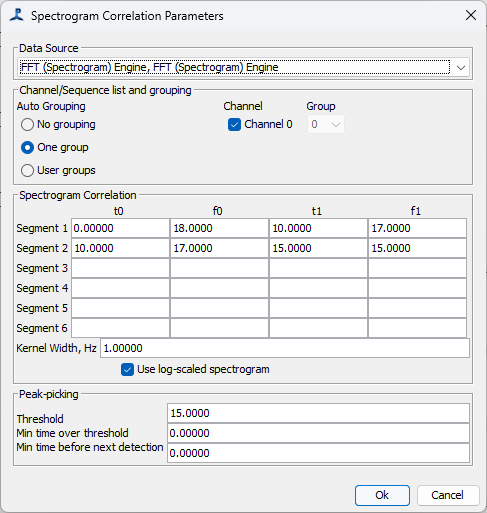 Spectrogram Correlation Parameters
Data Source
FFT (Spectrogram) Engine, FFT (Spectrogram) Engine
Channel/Sequence list and grouping
Auto Grouping Channel Group
No grouping Channel 0 0
One group
User groups
Spectrogram Correlation
t0 f0 t1 f1
Segment 1 0.00000 18.0000 10.0000 17.0000
Segment 2 10.0000 17.0000 15.0000 15.0000
Segment 3
Segment 4
Segment 5
Segment 6
Kernel Width, Hz 1.00000
Use log-scaled spectrogram
Peak-picking
Threshold 15.0000
Min time over threshold 0.00000
Min time before next detection 0.00000
Ok Cancel